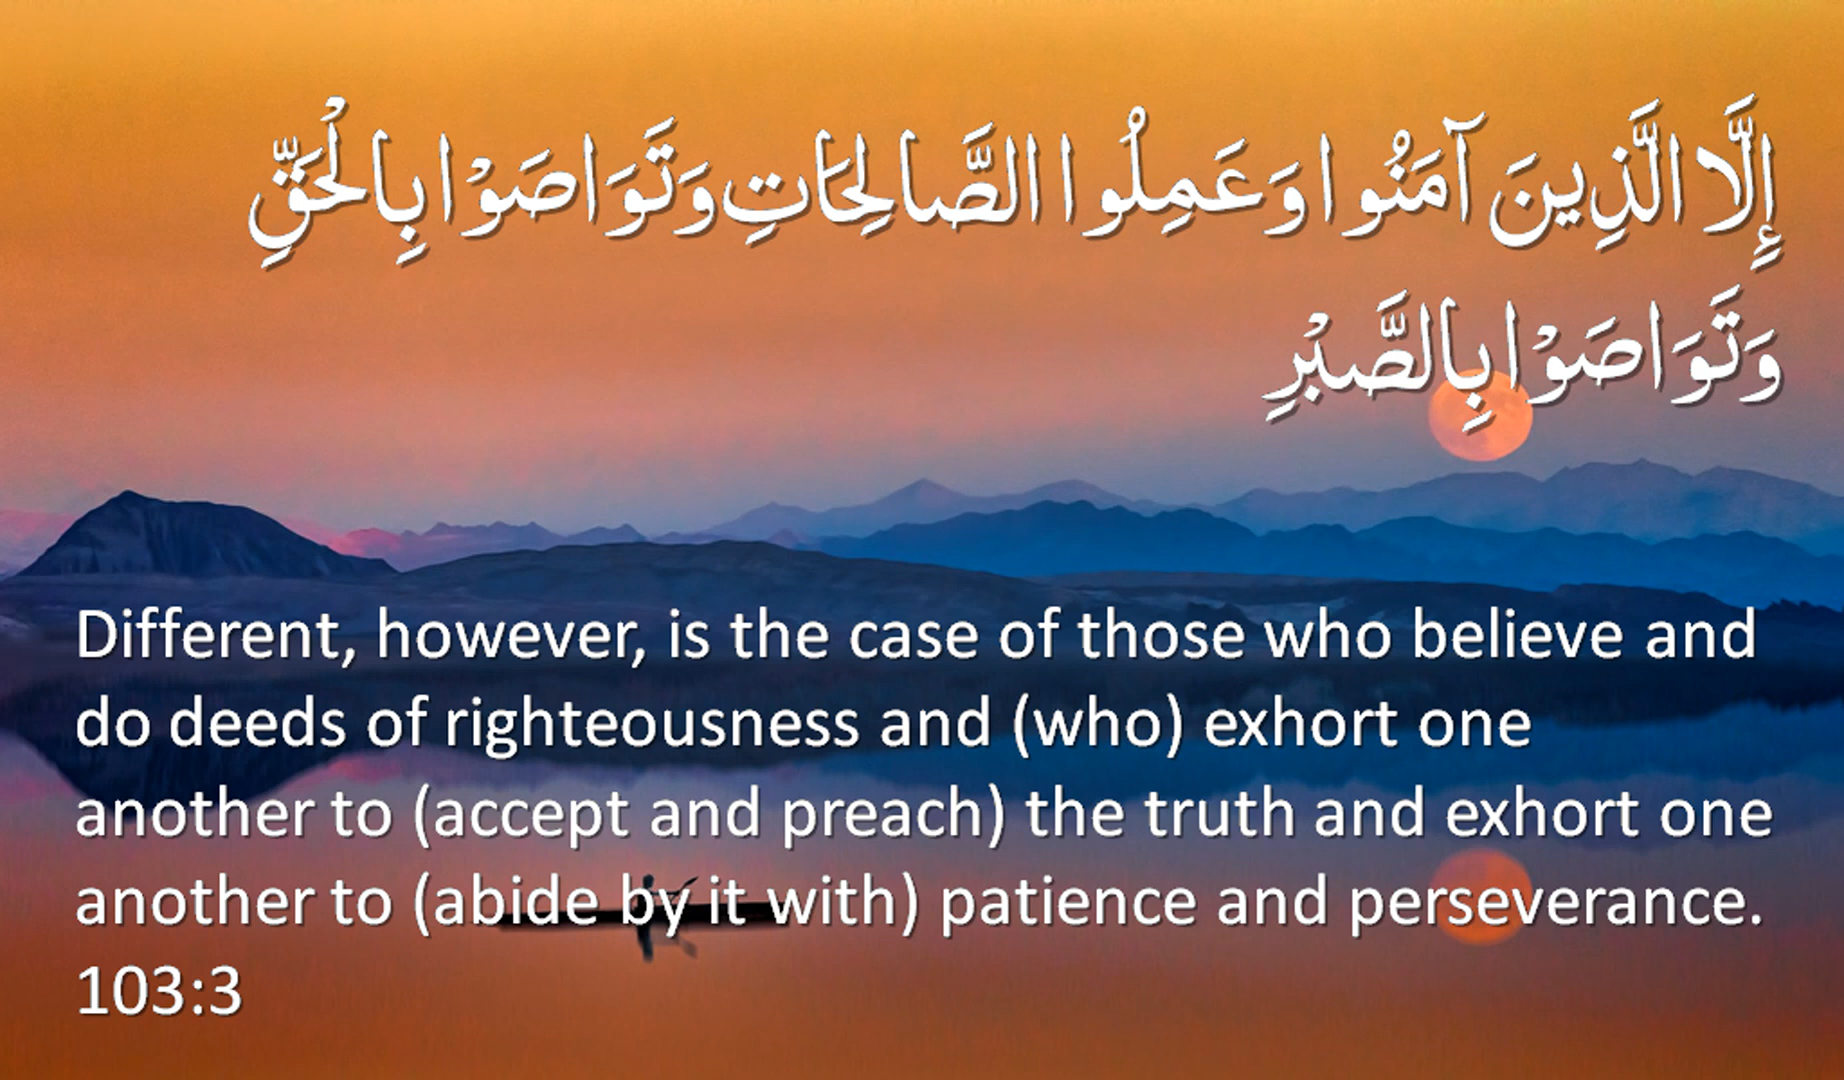 إِلَّا الَّذِينَ آمَنُوا وَعَمِلُوا الصَّالِحَاتِ وَتَوَاصَوْا بِالْحَقِّ
وَتَوَاصَوْا بِالصَّبْرِ
Different, however, is the case of those who believe and
do deeds of righteousness and (who) exhort one
another to (accept and preach) the truth and exhort one
another to (abide by it with) patience and perseverance.
103:3